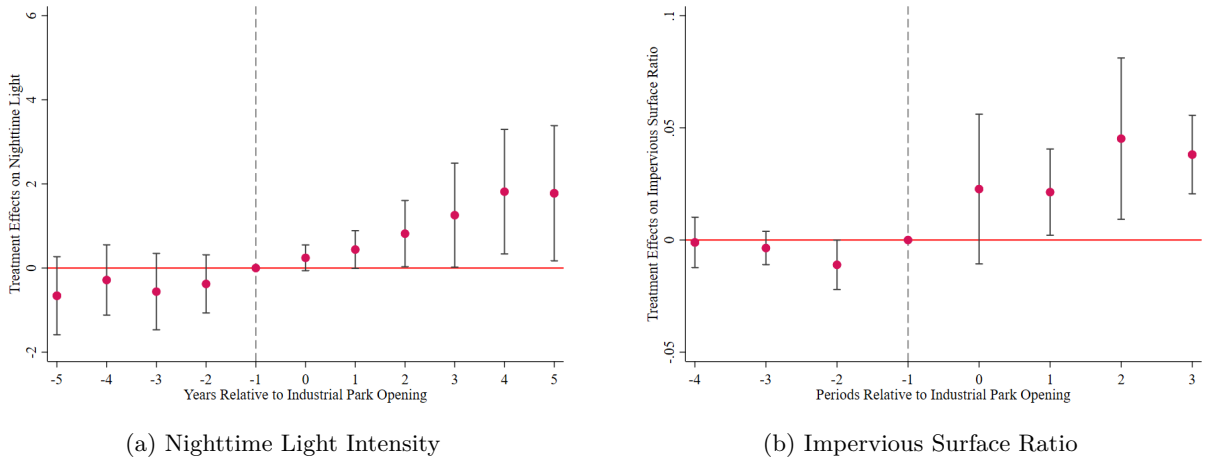 Treatment Effects on Nighttime Light
6
4
2
0
-2
-5 -4 -3 -2 -1 0 1 2 3 4 5
Years Relative to Industrial Park Opening
(a) Nighttime Light Intensity
Treatment Effects on Impervious Surface Ratio
.1
.05
0
-.05
-4 -3 -2 -1 0 1 2 3
Periods Relative to Industrial Park Opening
(b) Impervious Surface Ratio